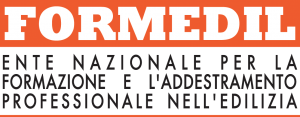 FORMEDIL
ENTE NAZIONALE PER LA
FORMAZIONE E L'ADDESTRAMENTO
PROFESSIONALE NELL'EDILIZIA